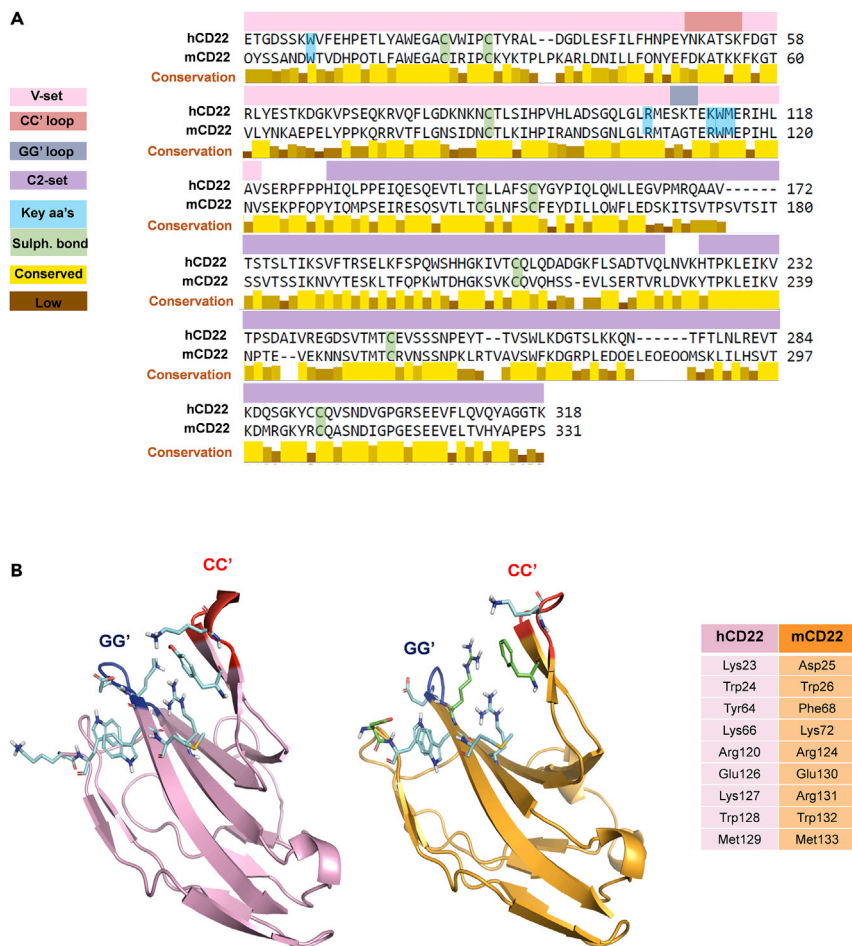 A
V-set
CC' loop
GG' loop
C2-set
Key aa's
Sulph. bond
Conserved
Low
hCD22 ETGDSSKWVFEHPETLYAWEGACVWIPCTYRAL--DGDLESFILFHNPEYNKATSKFDGT 58
mCD22 OYSSANDWTVDHPOTLFAWEGACIRIPCKYKTPLPKARLDNILLFONYEFDKATKKFKGT 60
Conservation
hCD22 RLYESTKDGKVPSEQKRVQFLGDKNKNCTLSIHPVHLADSGQLGLRMESKTEKWMERIHL 118
mCD22 VLYNKAEPELYPPKQRRVTFLGNSIDNCTLKIHPIRANDSGNLGLRMTAGTERWMEPIHL 120
Conservation
hCD22 AVSERPFPPHIQLPPEIQESQEVTLTCLLAFSCYGYPIQLQWLLEGVPMRQAAV------ 172
mCD22 NVSEKPFQPYIQMPSEIRESQSVTLTCGLNFSCFEYDILLQWFLEDSKITSVTPSVTSIT 180
Conservation
hCD22 TSTSLTIKSVFTRSELKFSPQWSHHGKIVTCQLQDADGKFLSADTVQLNVKHTPKLEIKV 232
mCD22 SSVTSSIKNVYTESKLTFQPKWTDHGKSVKCQVQHSS-EVLSERTVRLDVKYTPKLEIKV 239
Conservation
hCD22 TPSDAIVREGDSVTMTCEVSSSNPEYT--TVSWLKDGTSLKKQN------TFTLNLREVT 284
mCD22 NPTE--VEKNNSVTMTCRVNSSNPKLRTVAVSWFKDGRPLEDOELEOEOOMSKLILHSVT 297
Conservation
hCD22 KDQSGKYCCQVSNDVGPGRSEEVFLQVQYAGGTK 318
mCD22 KDMRGKYRCQASNDIGPGESEEVELTVHYAPEPS 331
Conservation
B
CC'
GG'
CC'
GG'
hCD22 mCD22
Lys23 Asp25
Trp24 Trp26
Tyr64 Phe68
Lys66 Lys72
Arg120 Arg124
Glu126 Glu130
Lys127 Arg131
Trp128 Trp132
Met129 Met133